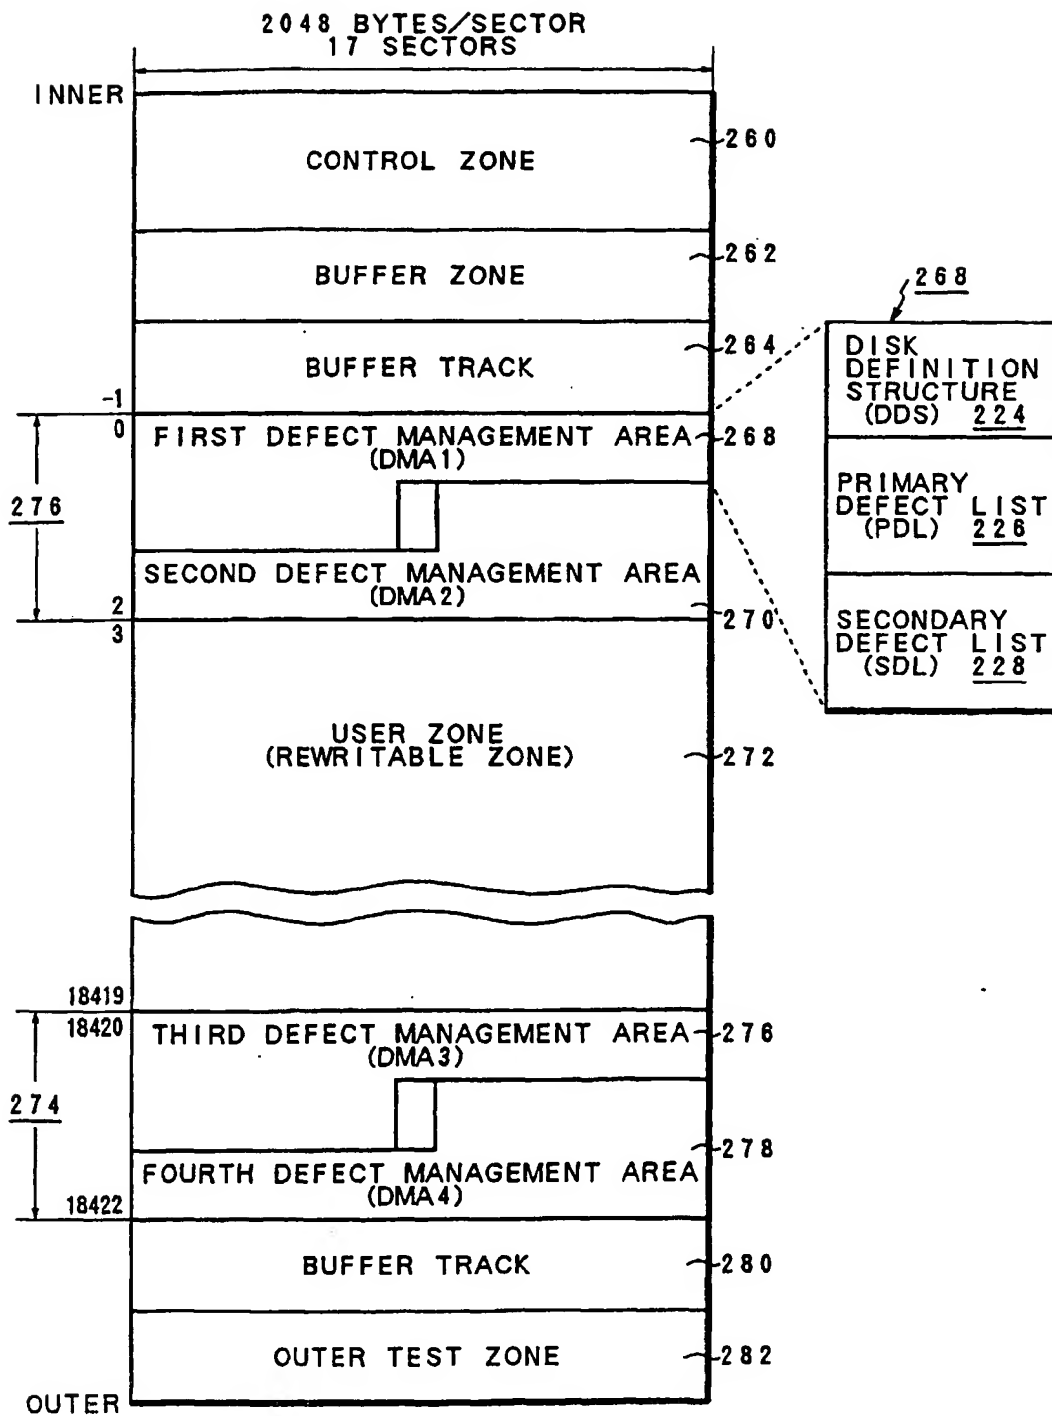 2048 BYTES/SECTOR
17 SECTORS
INNER
CONTROL ZONE
260
BUFFER ZONE
262
BUFFER TRACK
264
-1
0
FIRST DEFECT MANAGEMENT AREA
(DMA1)
268
276
SECOND DEFECT MANAGEMENT AREA
(DMA2)
270
2
3
USER ZONE
(REWRITABLE ZONE)
272
268
DISK
DEFINITION
STRUCTURE
(DDS) 224
PRIMARY
DEFECT LIST
(PDL) 226
SECONDARY
DEFECT LIST
(SDL) 228
18419
18420
THIRD DEFECT MANAGEMENT AREA
(DMA3)
276
274
278
FOURTH DEFECT MANAGEMENT AREA
(DMA4)
18422
BUFFER TRACK
280
OUTER TEST ZONE
282
OUTER